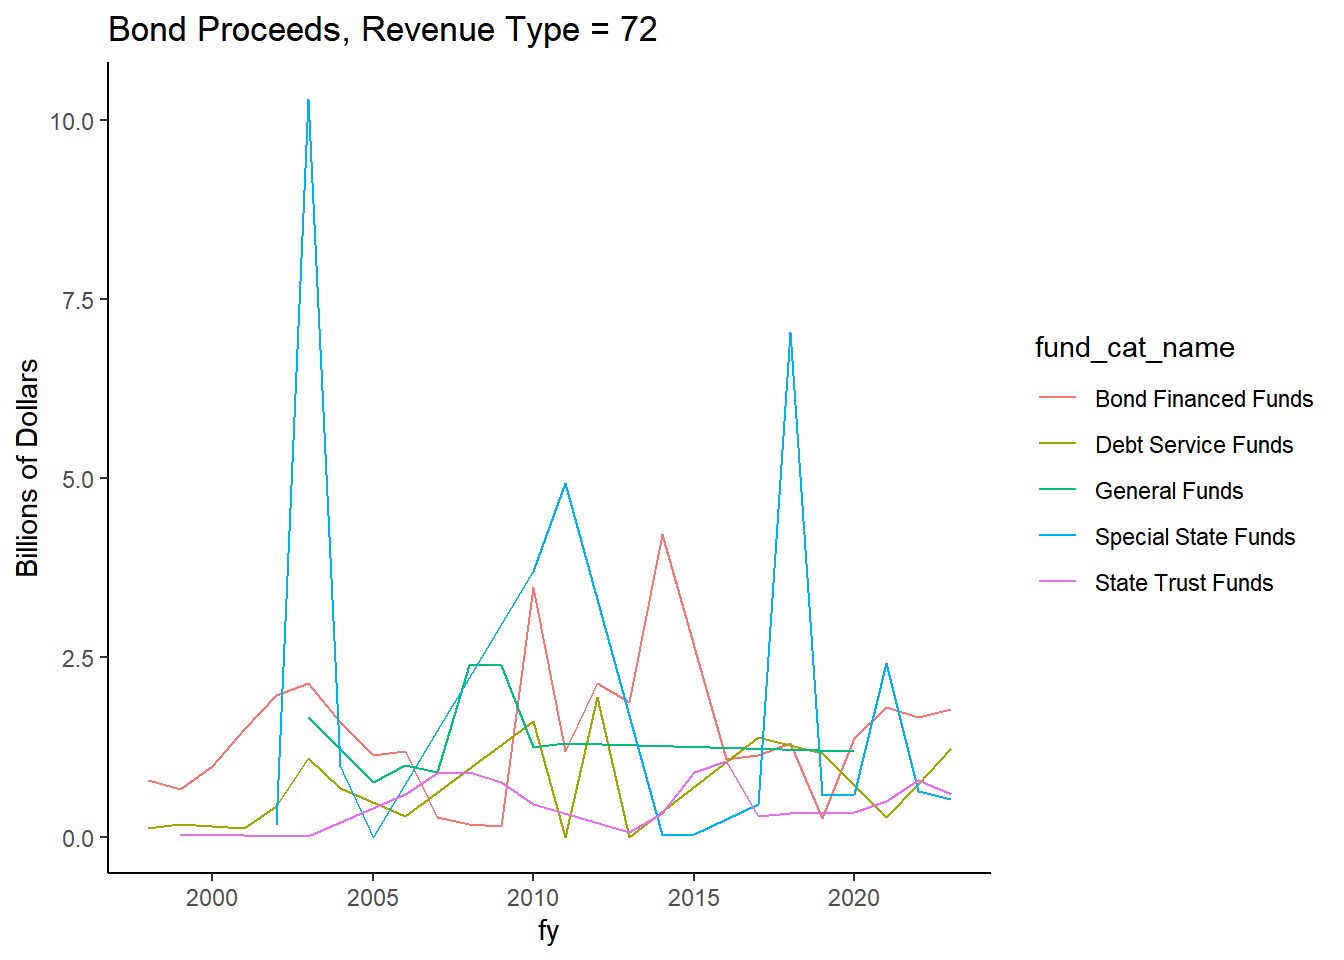 Bond Proceeds, Revenue Type = 72
10.0
7.5
5.0
2.5
0.0
Billions of Dollars
2000
2005
2010
2015
2020
fy
fund_cat_name
Bond Financed Funds
Debt Service Funds
General Funds
Special State Funds
State Trust Funds